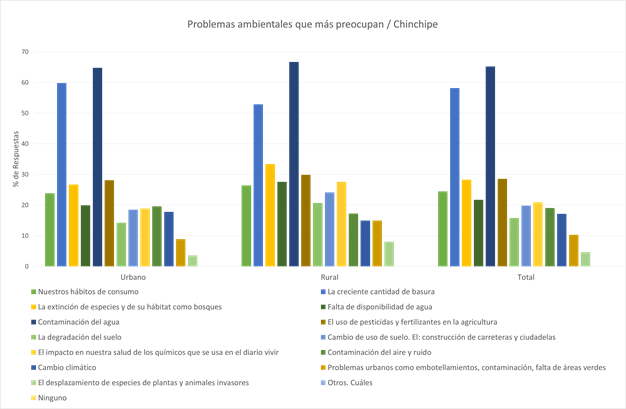 Problemas ambientales que más preocupan / Chinchipe
70
60
50
40
30
20
10
0
% de Respuestas
Urbano Rural Total
Nuestros hábitos de consumo La creciente cantidad de basura
La extinción de especies y de su hábitat como bosques Falta de disponibilidad de agua
Contaminación del agua El uso de pesticidas y fertilizantes en la agricultura
La degradación del suelo Cambio de uso de suelo. El: construcción de carreteras y ciudadelas
El impacto en nuestra salud de los químicos que se usa en el diario vivir Contaminación del aire y ruido
Cambio climático Problemas urbanos como embotellamientos, contaminación, falta de áreas verdes
El desplazamiento de especies de plantas y animales invasores Otros. Cuáles
Ninguno